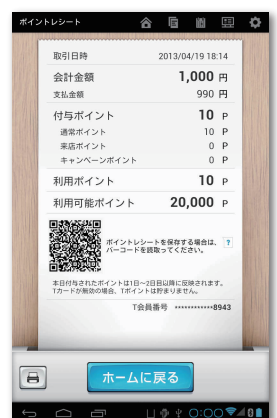 ポイントレシート
取引日時 2013/04/19 18:14
会計金額 1,000 円
支払金額 990 円
付与ポイント 10 P
通常ポイント 10 P
来店ポイント 0 P
キャンペーンポイント 0 P
利用ポイント 10 P
利用可能ポイント 20,000 P
ポイントレシートを保存する場合は、
バーコードを読取ってください。 ?
本日付与されたポイントは1日~2日目以降に反映されます。
Tカードが無効の場合、Tポイントは貯まりません。
T会員番号 ************8943
ホームに戻る
0:00